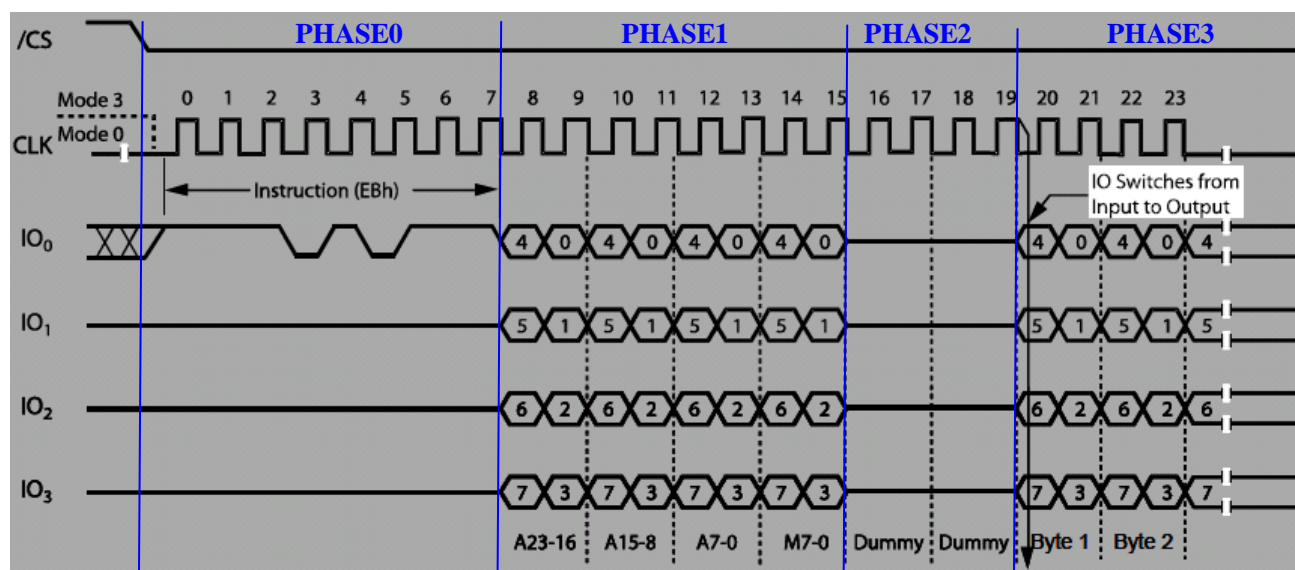 PHASE0 PHASE1 PHASE2 PHASE3
/CS
Mode 3 0 1 2 3 4 5 6 7 8 9 10 11 12 13 14 15 16 17 18 19 20 21 22 23
CLK Mode 0
Instruction (EBh)
IO Switches from
Input to Output
IO0 4 0 4 0 4 0 4 0 4 0 4 0 4
IO1 5 1 5 1 5 1 5 1 5 1 5 1 5
IO2 6 2 6 2 6 2 6 2 6 2 6 2 6
IO3 7 3 7 3 7 3 7 3 7 3 7 3 7
A23-16 A15-8 A7-0 M7-0 Dummy Dummy Byte 1 Byte 2